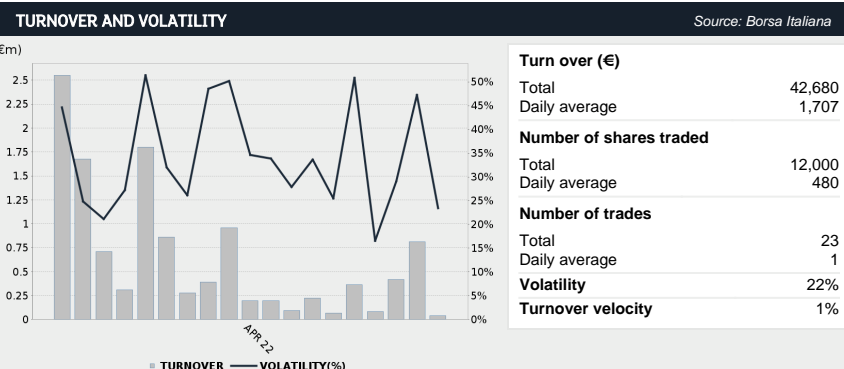 TURNOVER AND VOLATILITY
Source: Borsa Italiana
€m)
2.5
2.25
2
1.75
1.5
1.25
1
0.75
0.5
0.25
0
50%
45%
40%
35%
30%
25%
20%
15%
10%
5%
0%
APR 22
TURNOVER VOLATILITY(%)
Turn over (€)
Total 42,680
Daily average 1,707
Number of shares traded
Total 12,000
Daily average 480
Number of trades
Total 23
Daily average 1
Volatility 22%
Turnover velocity 1%